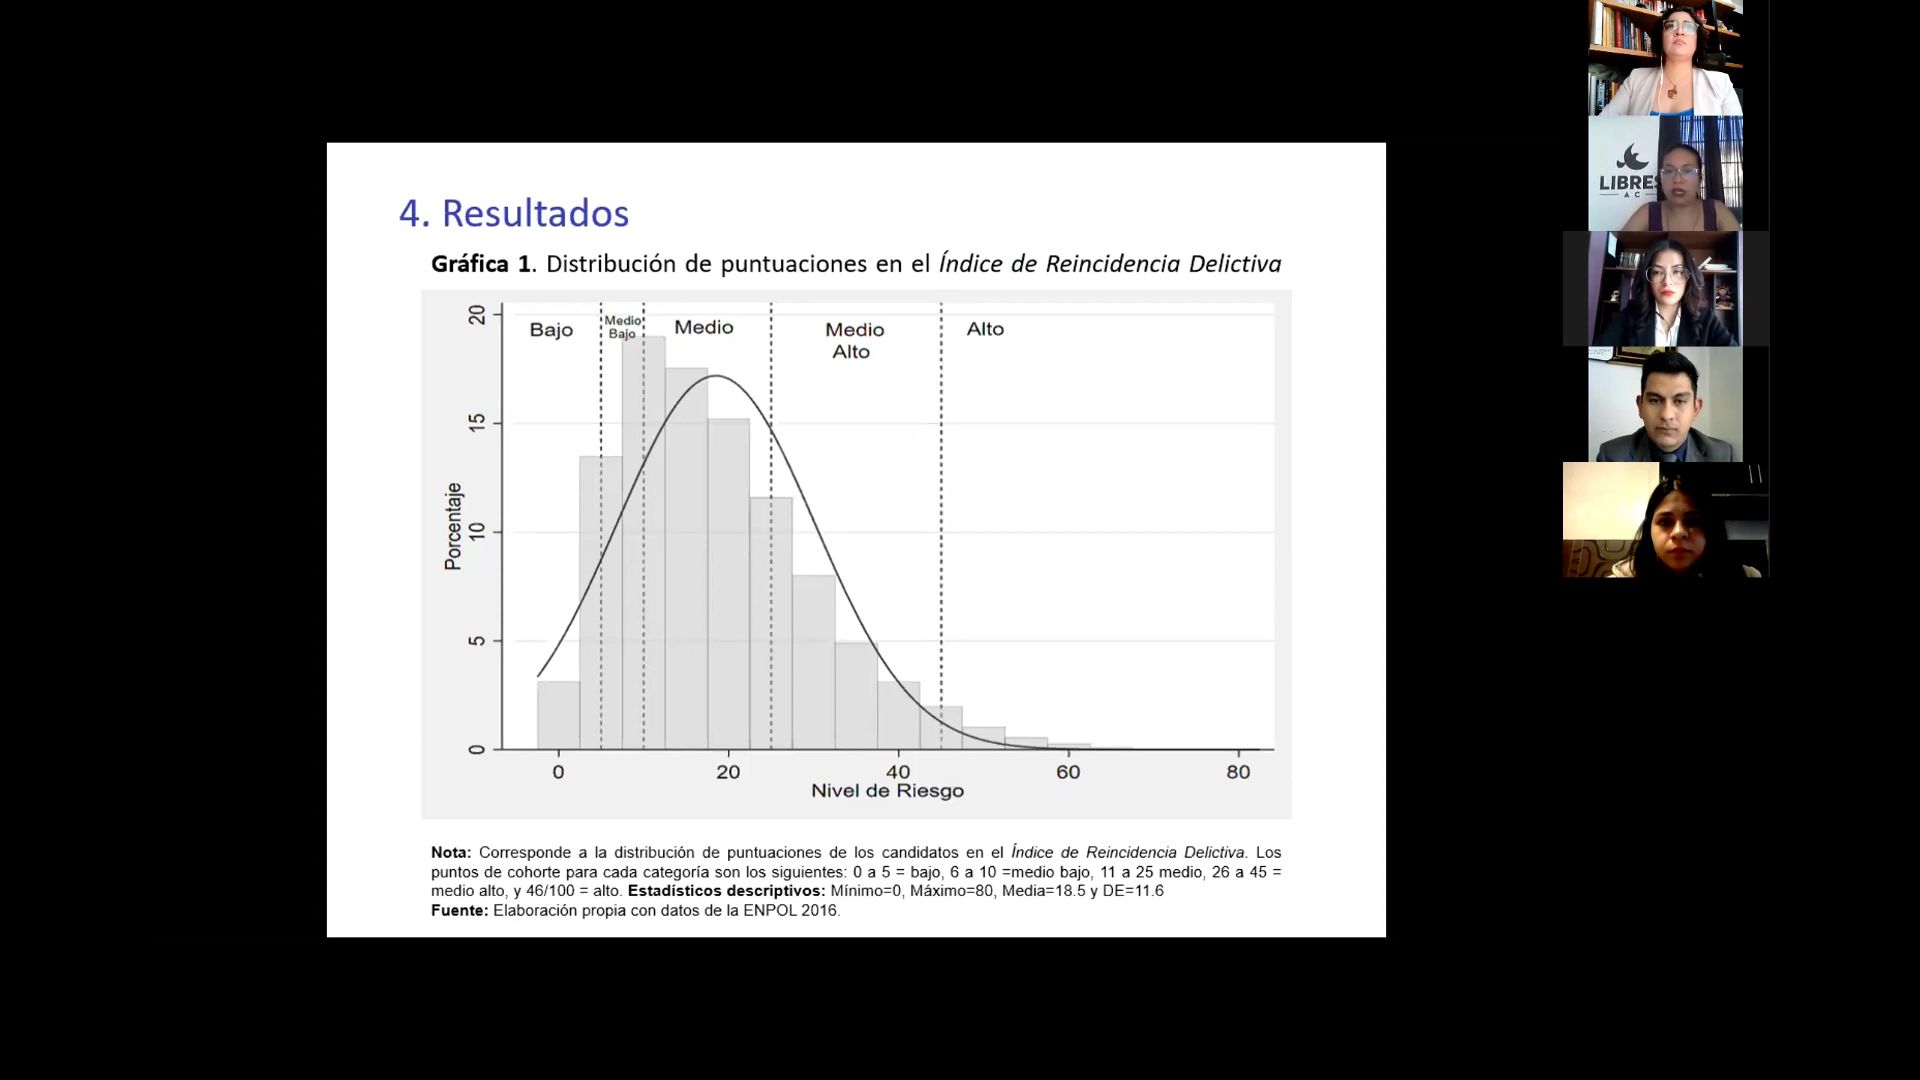 4. Resultados
Gráfica 1. Distribución de puntuaciones en el Índice de Reincidencia Delictiva
Bajo
Medio
Bajo
Medio
Medio
Alto
Alto
20
15
10
5
0
Porcentaje
0 20 40 60 80
Nivel de Riesgo
Nota: Corresponde a la distribución de puntuaciones de los candidatos en el Índice de Reincidencia Delictiva. Los
puntos de cohorte para cada categoría son los siguientes: 0 a 5 = bajo, 6 a 10 =medio bajo, 11 a 25 medio, 26 a 45 =
medio alto, y 46/100 = alto. Estadísticos descriptivos: Mínimo=0, Máximo=80, Media=18.5 y DE=11.6
Fuente: Elaboración propia con datos de la ENPOL 2016.
LIBRES
A C